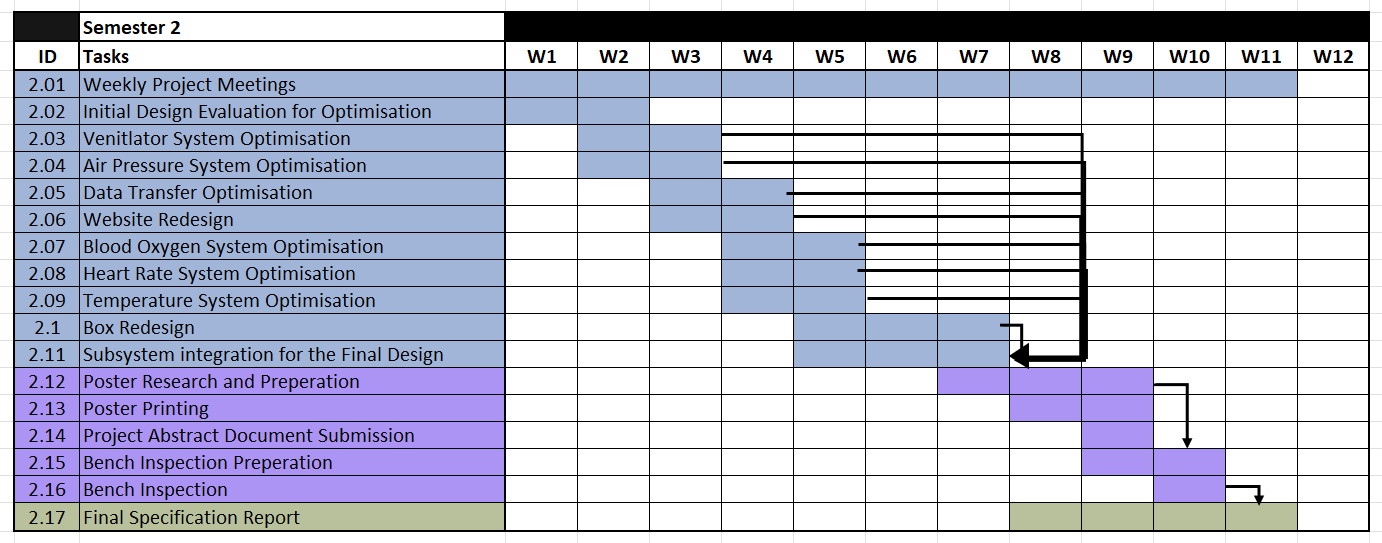 Semester 2
ID Tasks W1 W2 W3 W4 W5 W6 W7 W8 W9 W10 W11 W12
2.01 Weekly Project Meetings
2.02 Initial Design Evaluation for Optimisation
2.03 Venitlator System Optimisation
2.04 Air Pressure System Optimisation
2.05 Data Transfer Optimisation
2.06 Website Redesign
2.07 Blood Oxygen System Optimisation
2.08 Heart Rate System Optimisation
2.09 Temperature System Optimisation
2.1 Box Redesign
2.11 Subsystem integration for the Final Design
2.12 Poster Research and Preperation
2.13 Poster Printing
2.14 Project Abstract Document Submission
2.15 Bench Inspection Preperation
2.16 Bench Inspection
2.17 Final Specification Report